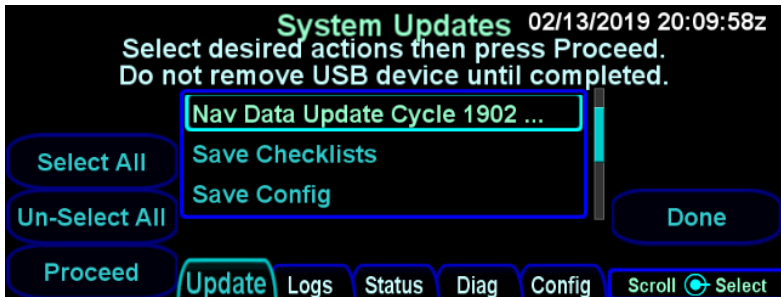 System Updates 02/13/2019 20:09:58z
Select desired actions then press Proceed.
Do not remove USB device until completed.
Nav Data Update Cycle 1902 ...
Save Checklists
Save Config
Select All
Un-Select All
Proceed
Done
Update Logs Status Diag Config Scroll Select